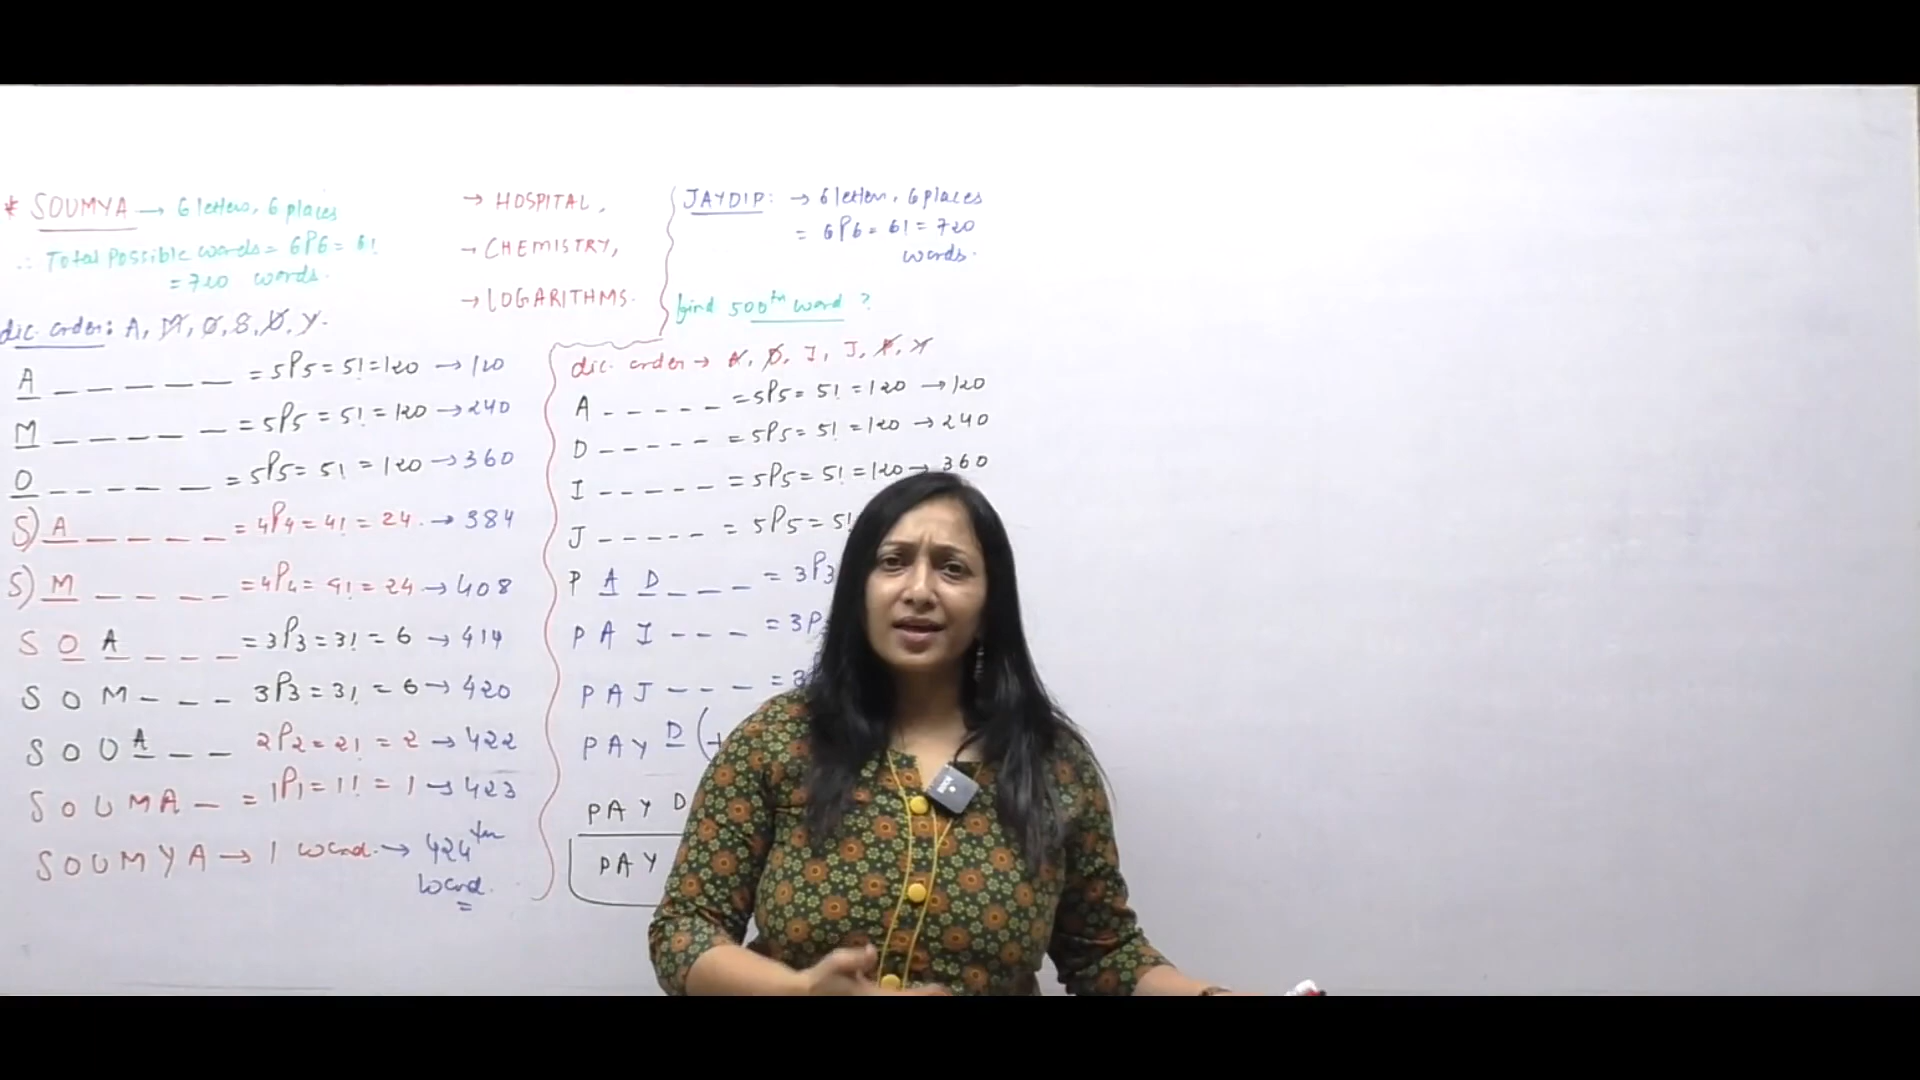 * SOUMYA → 6 letters, 6 places
∴ Total Possible words = 6P6 = 6!
= 720 words.
dic. order: A, M, O, S, U, Y.
A _ _ _ _ _ = 5P5 = 5! = 120 → 120
M _ _ _ _ _ = 5P5 = 5! = 120 → 240
O _ _ _ _ _ = 5P5 = 5! = 120 → 360
S) A _ _ _ _ = 4P4 = 4! = 24. → 384
S) M _ _ _ _ = 4P4 = 4! = 24 → 408
S O A _ _ _ = 3P3 = 3! = 6 → 414
S O M _ _ _ 3P3 = 3! = 6 → 420
S O U A _ _ 2P2 = 2! = 2 → 422
S O U M A _ = 1P1 = 1! = 1 → 423
S O U M Y A → 1 word. → 424th
word.
→ HOSPITAL,
→ CHEMISTRY,
→ LOGARITHMS.
JAYDIP: → 6 letters, 6 places
= 6P6 = 6! = 720
words.
find 500th word ?
dic. order → A, D, I, J, P, Y
A - - - - - = 5P5 = 5! = 120 → 120
D - - - - - = 5P5 = 5! = 120 → 240
I - - - - - = 5P5 = 5! = 120 → 360
J - - - - - = 5P5 = 5!
P A D _ _ _ = 3P3
P A I - - - = 3P
P A J - - - = 3
P A Y D (
P A Y D
P A Y